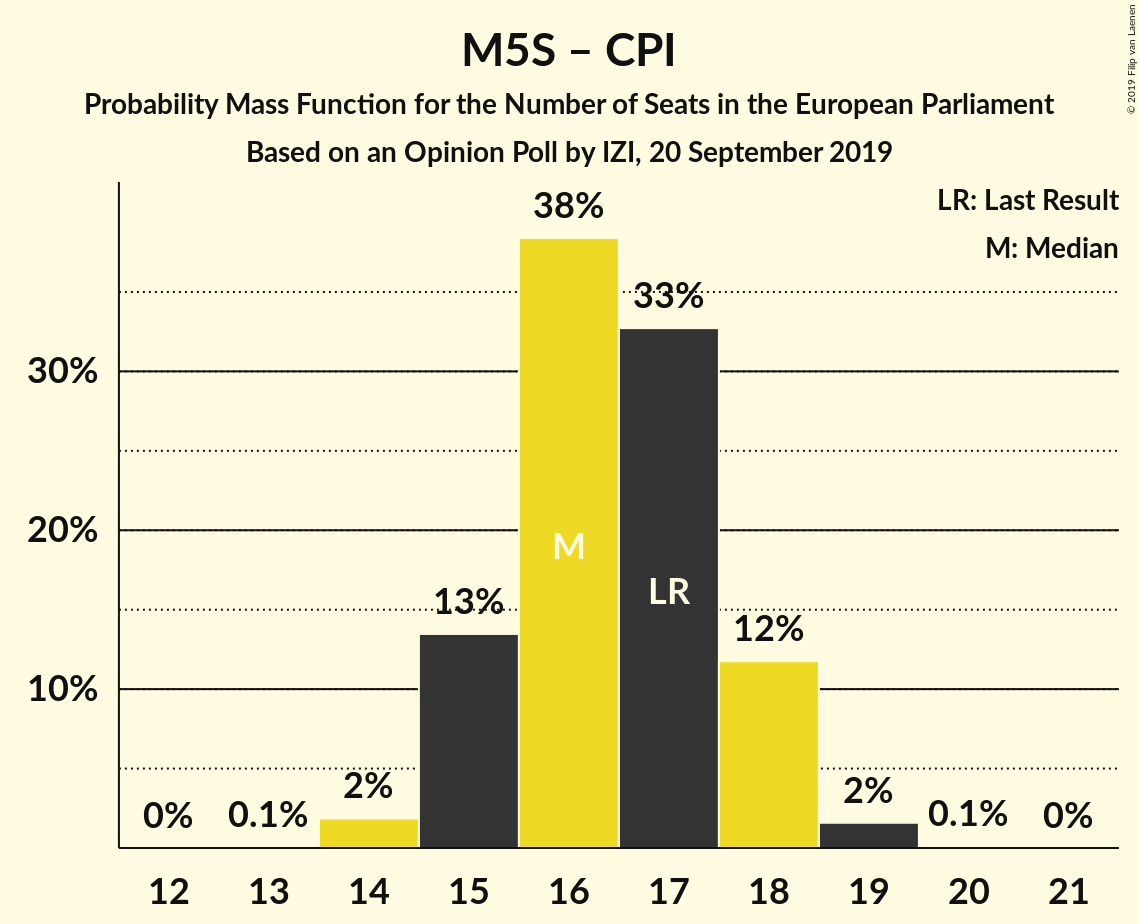 M5S – CPI
Probability Mass Function for the Number of Seats in the European Parliament
Based on an Opinion Poll by IZI, 20 September 2019
© 2019 Filip van Laenen
LR: Last Result
M: Median
38%
33%
30%
20%
M
LR
13%
12%
10%
2%
2%
0%
0.1%
0.1%
0%
12 13 14 15 16 17 18 19 20 21